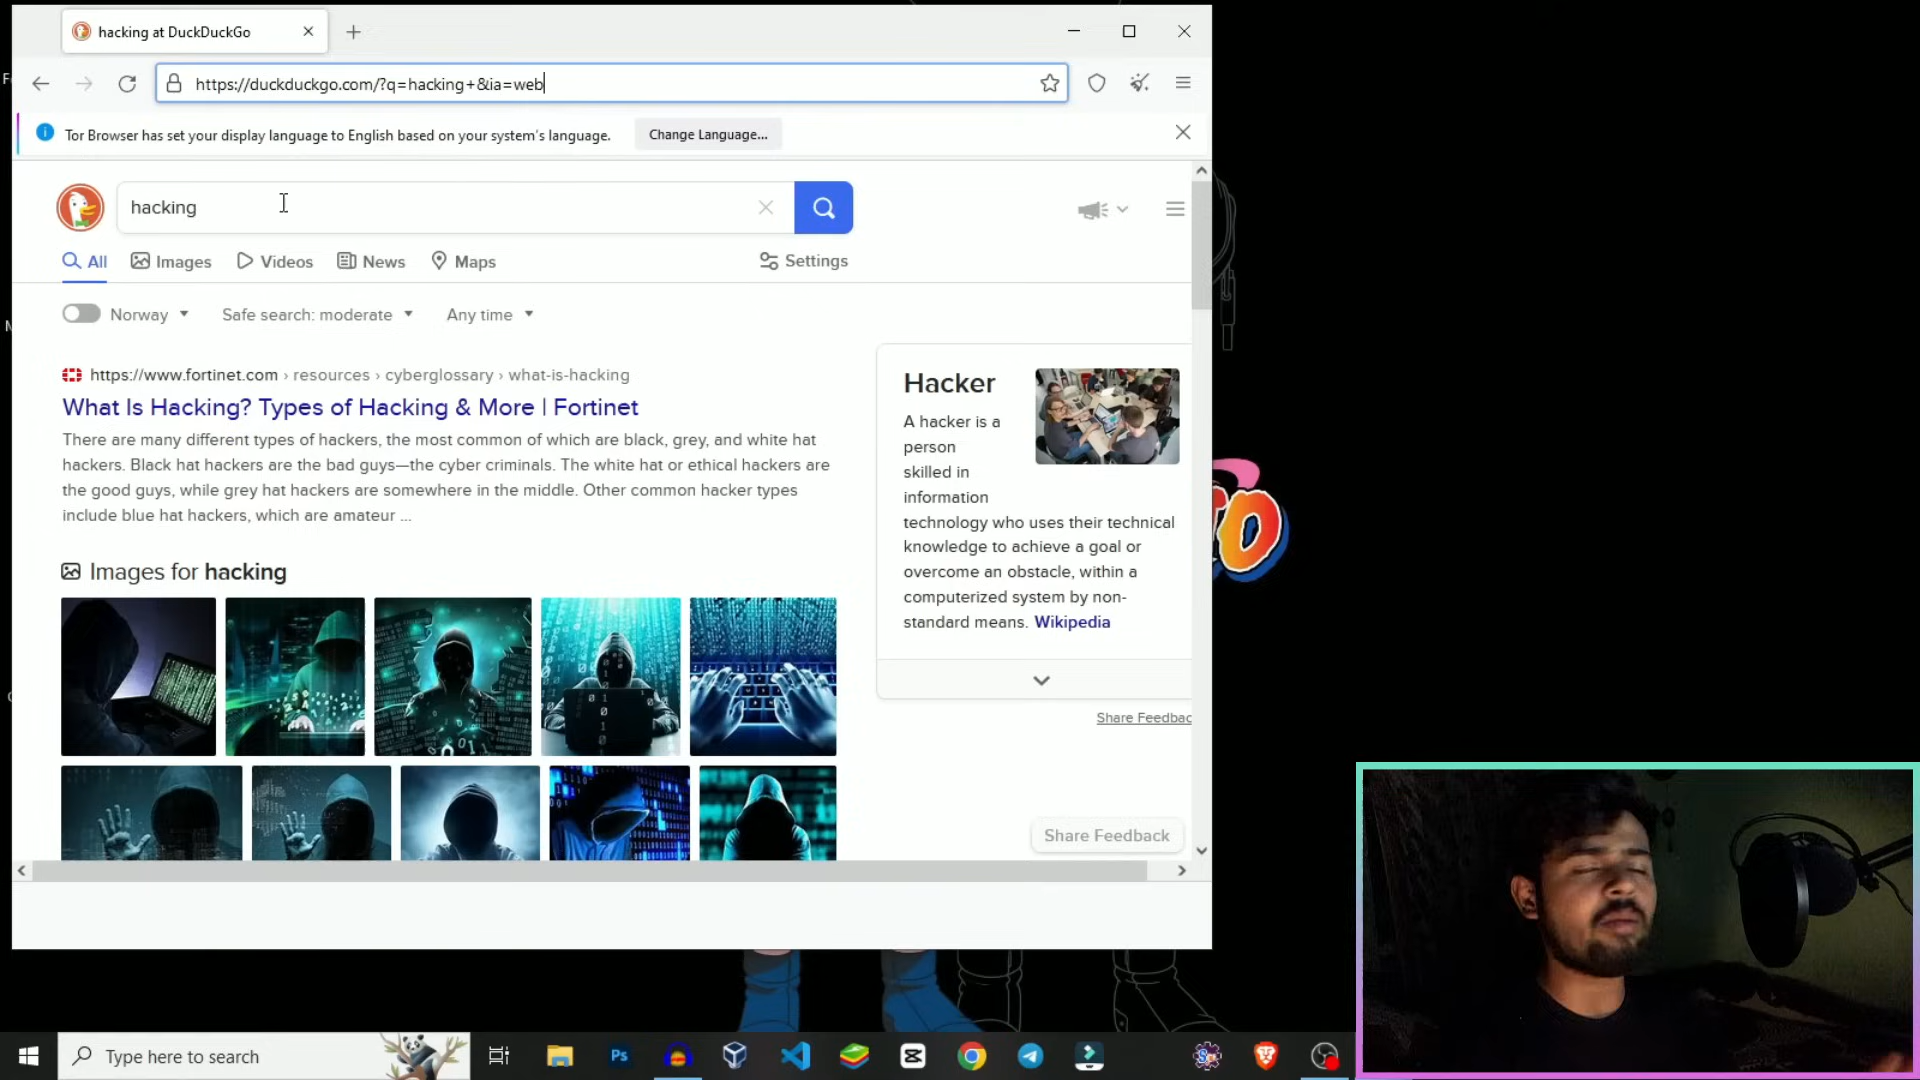 hacking at DuckDuckGo
https://duckduckgo.com/?q=hacking+&ia=web
Tor Browser has set your display language to English based on your system's language.
Change Language...
hacking
All
Images
Videos
News
Maps
Settings
Norway
Safe search: moderate
Any time
https://www.fortinet.com › resources › cyberglossary › what-is-hacking
What Is Hacking? Types of Hacking & More | Fortinet
There are many different types of hackers, the most common of which are black, grey, and white hat
hackers. Black hat hackers are the bad guys—the cyber criminals. The white hat or ethical hackers are
the good guys, while grey hat hackers are somewhere in the middle. Other common hacker types
include blue hat hackers, which are amateur ...
Images for hacking
Hacker
A hacker is a
person
skilled in
information
technology who uses their technical
knowledge to achieve a goal or
overcome an obstacle, within a
computerized system by non-
standard means. Wikipedia
Share Feedbac
Share Feedback
Type here to search
Ps